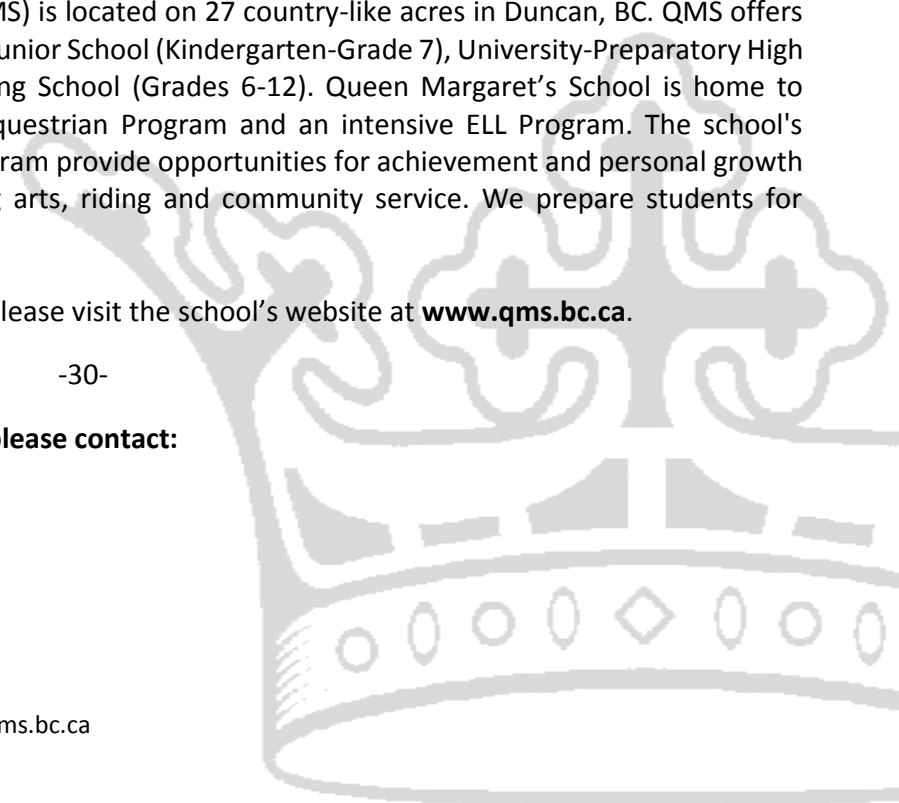 MS) is located on 27 country-like acres in Duncan, BC. QMS offers
unior School (Kindergarten-Grade 7), University-Preparatory High
ng School (Grades 6-12). Queen Margaret’s School is home to
questrian Program and an intensive ELL Program. The school's
ram provide opportunities for achievement and personal growth
g arts, riding and community service. We prepare students for
lease visit the school’s website at www.qms.bc.ca.
-30-
please contact:
ms.bc.ca